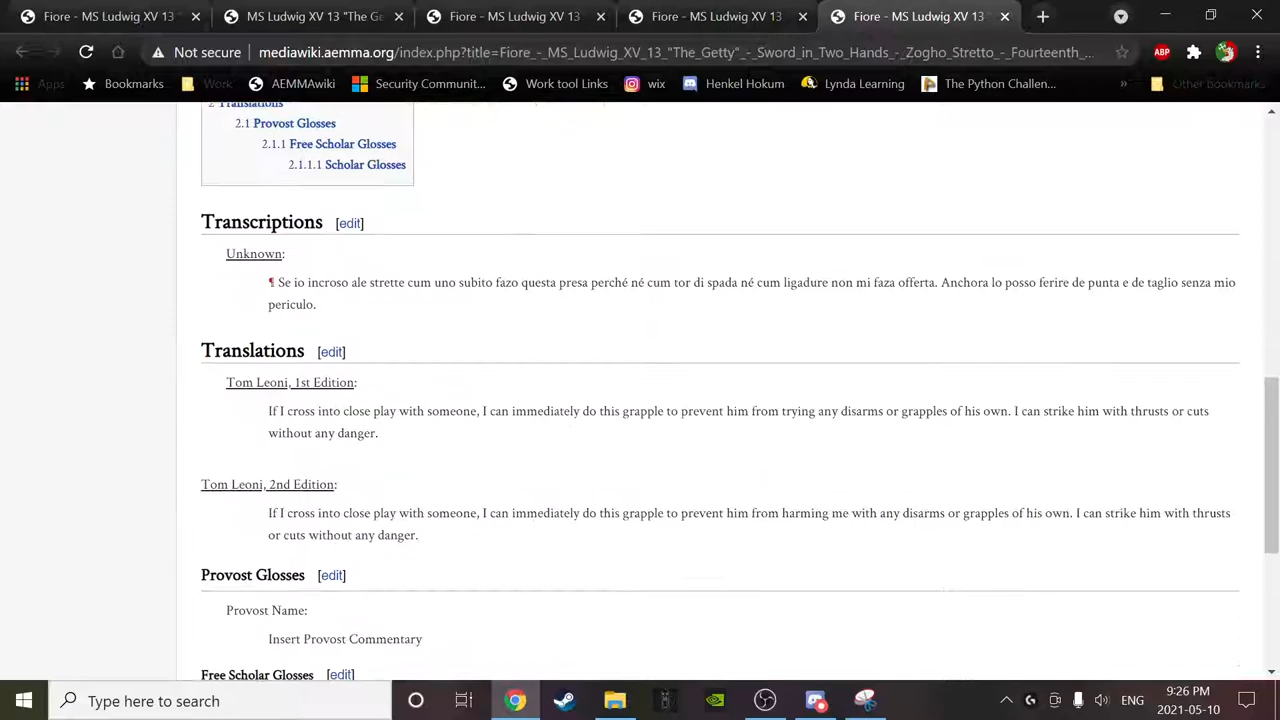 Fiore - MS Ludwig XV 13
MS Ludwig XV 13 "The Ge
Fiore - MS Ludwig XV 13
Fiore - MS Ludwig XV 13
Fiore - MS Ludwig XV 13
Not secure
mediawiki.aemma.org/index.php?title=Fiore_-_MS_Ludwig_XV_13_"The_Getty"_-_Sword_in_Two_Hands_-_Zogho_Stretto_-_Fourteenth_...
ABP
Apps
Bookmarks
Work
AEMMAwiki
Security Communit...
Work tool Links
wix
Henkel Hokum
Lynda Learning
The Python Challen...
»
Other Bookmarks
2 Translations
2.1 Provost Glosses
2.1.1 Free Scholar Glosses
2.1.1.1 Scholar Glosses
Transcriptions [edit]
Unknown:
¶ Se io incroso ale strette cum uno subito fazo questa presa perché né cum tor di spada né cum ligadure non mi faza offerta. Anchora lo posso ferire de punta e de taglio senza mio
periculo.
Translations [edit]
Tom Leoni, 1st Edition:
If I cross into close play with someone, I can immediately do this grapple to prevent him from trying any disarms or grapples of his own. I can strike him with thrusts or cuts
without any danger.
Tom Leoni, 2nd Edition:
If I cross into close play with someone, I can immediately do this grapple to prevent him from harming me with any disarms or grapples of his own. I can strike him with thrusts
or cuts without any danger.
Provost Glosses [edit]
Provost Name:
Insert Provost Commentary
Free Scholar Glosses [edit]
Type here to search
ENG
9:26 PM
2021-05-10